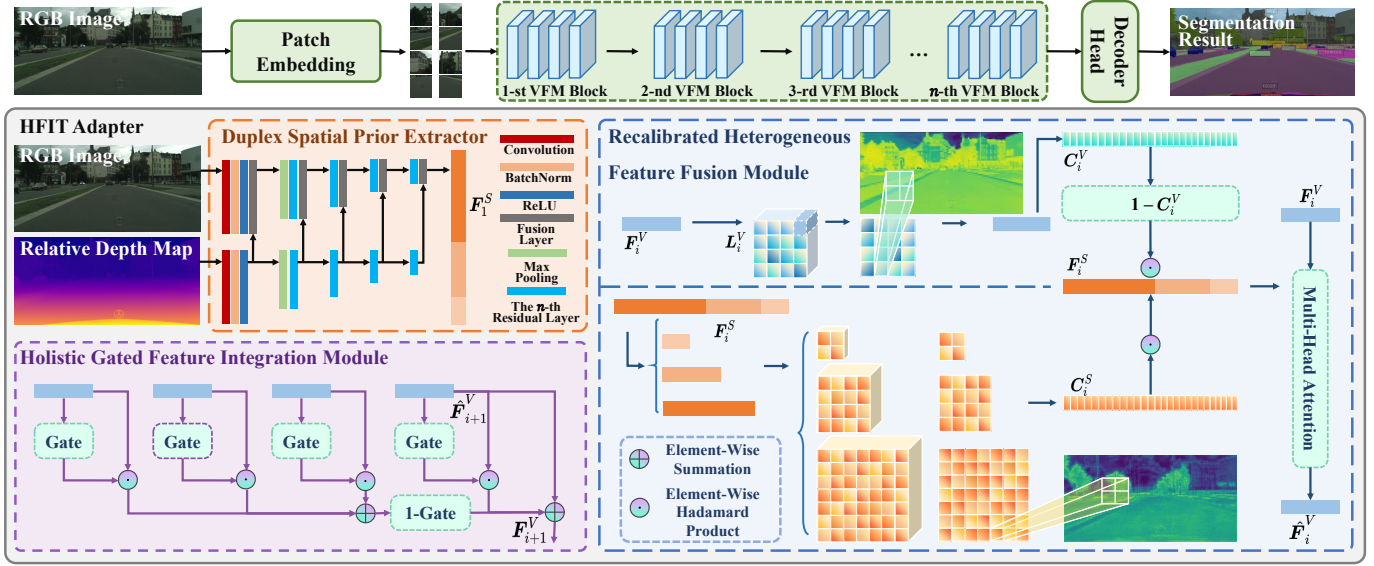 RGB Image
Patch
Embedding
1-st VFM Block
2-nd VFM Block
3-rd VFM Block
...
n-th VFM Block
Decoder
Head
Segmentation
Result
HFIT Adapter
RGB Image
Relative Depth Map
Duplex Spatial Prior Extractor
Convolution
BatchNorm
ReLU
Fusion
Layer
Max
Pooling
The n-th
Residual Layer
F_1^S
Holistic Gated Feature Integration Module
F̂_{i+1}^V
Gate
Gate
Gate
Gate
1-Gate
F_{i+1}^V
Recalibrated Heterogeneous
Feature Fusion Module
F_i^V
L_i^V
C_i^V
1 − C_i^V
F_i^S
F_i^S
C_i^S
Element-Wise
Summation
Element-Wise
Hadamard
Product
F_i^V
Multi-Head Attention
F̂_i^V